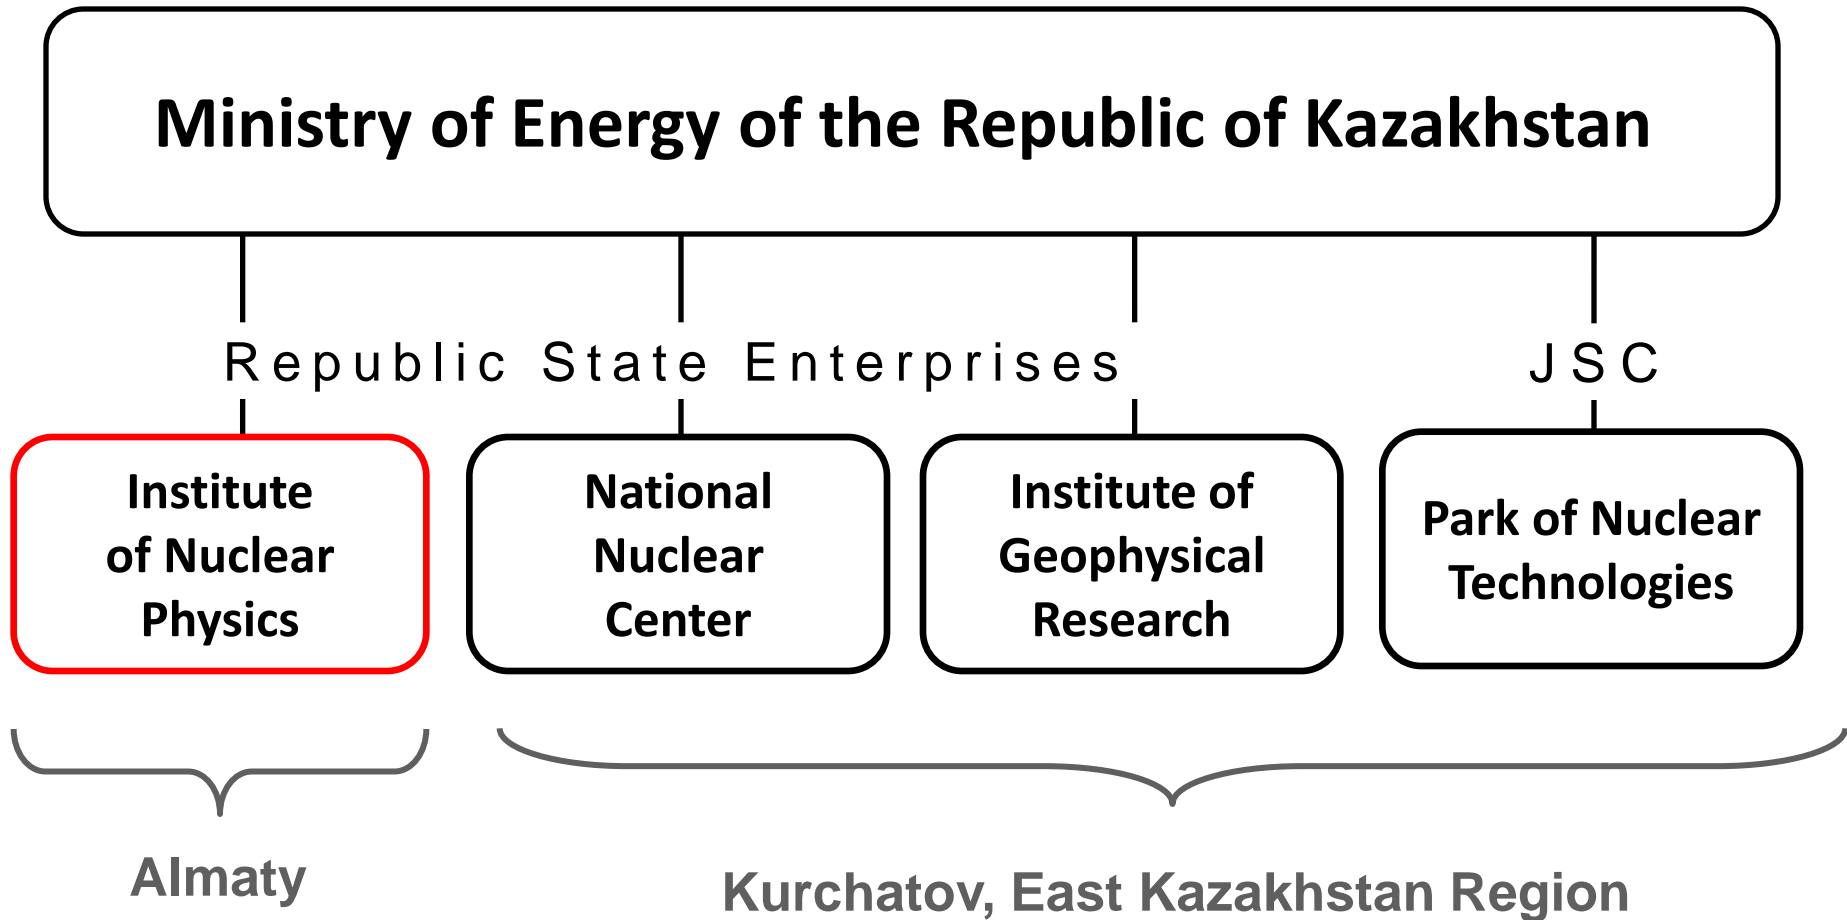 Ministry of Energy of the Republic of Kazakhstan
Republic State Enterprises
JSC
Institute
of Nuclear
Physics
National
Nuclear
Center
Institute of
Geophysical
Research
Park of Nuclear
Technologies
Almaty
Kurchatov, East Kazakhstan Region